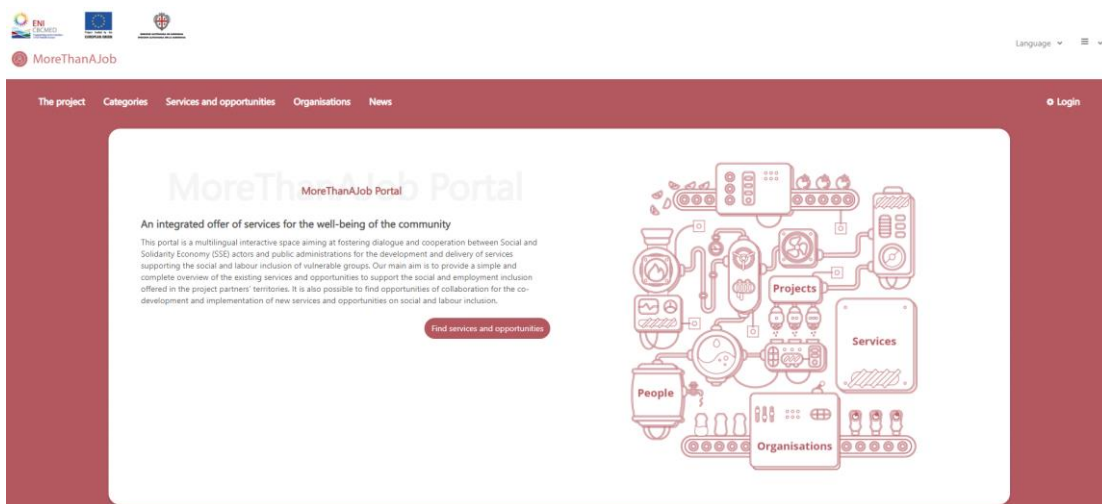 ENI
CBCMED
EUROPEAN UNION
MoreThanAJob
Language
The project Categories Services and opportunities Organisations News
Login
MoreThanAJob Portal
MoreThanAJob Portal
An integrated offer of services for the well-being of the community
This portal is a multilingual interactive space aiming at fostering dialogue and cooperation between Social and
Solidarity Economy (SSE) actors and public administrations for the development and delivery of services
supporting the social and labour inclusion of vulnerable groups. Our main aim is to provide a simple and
complete overview of the existing services and opportunities to support the social and employment inclusion
offered in the project partners' territories. It is also possible to find opportunities of collaboration for the co-
development and implementation of new services and opportunities on social and labour inclusion.
Find services and opportunities
Projects
Services
People
Organisations